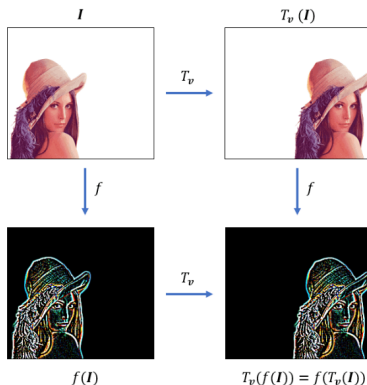 I T_v (I)
T_v
f f
T_v
f(I) T_v(f(I)) = f(T_v(I))